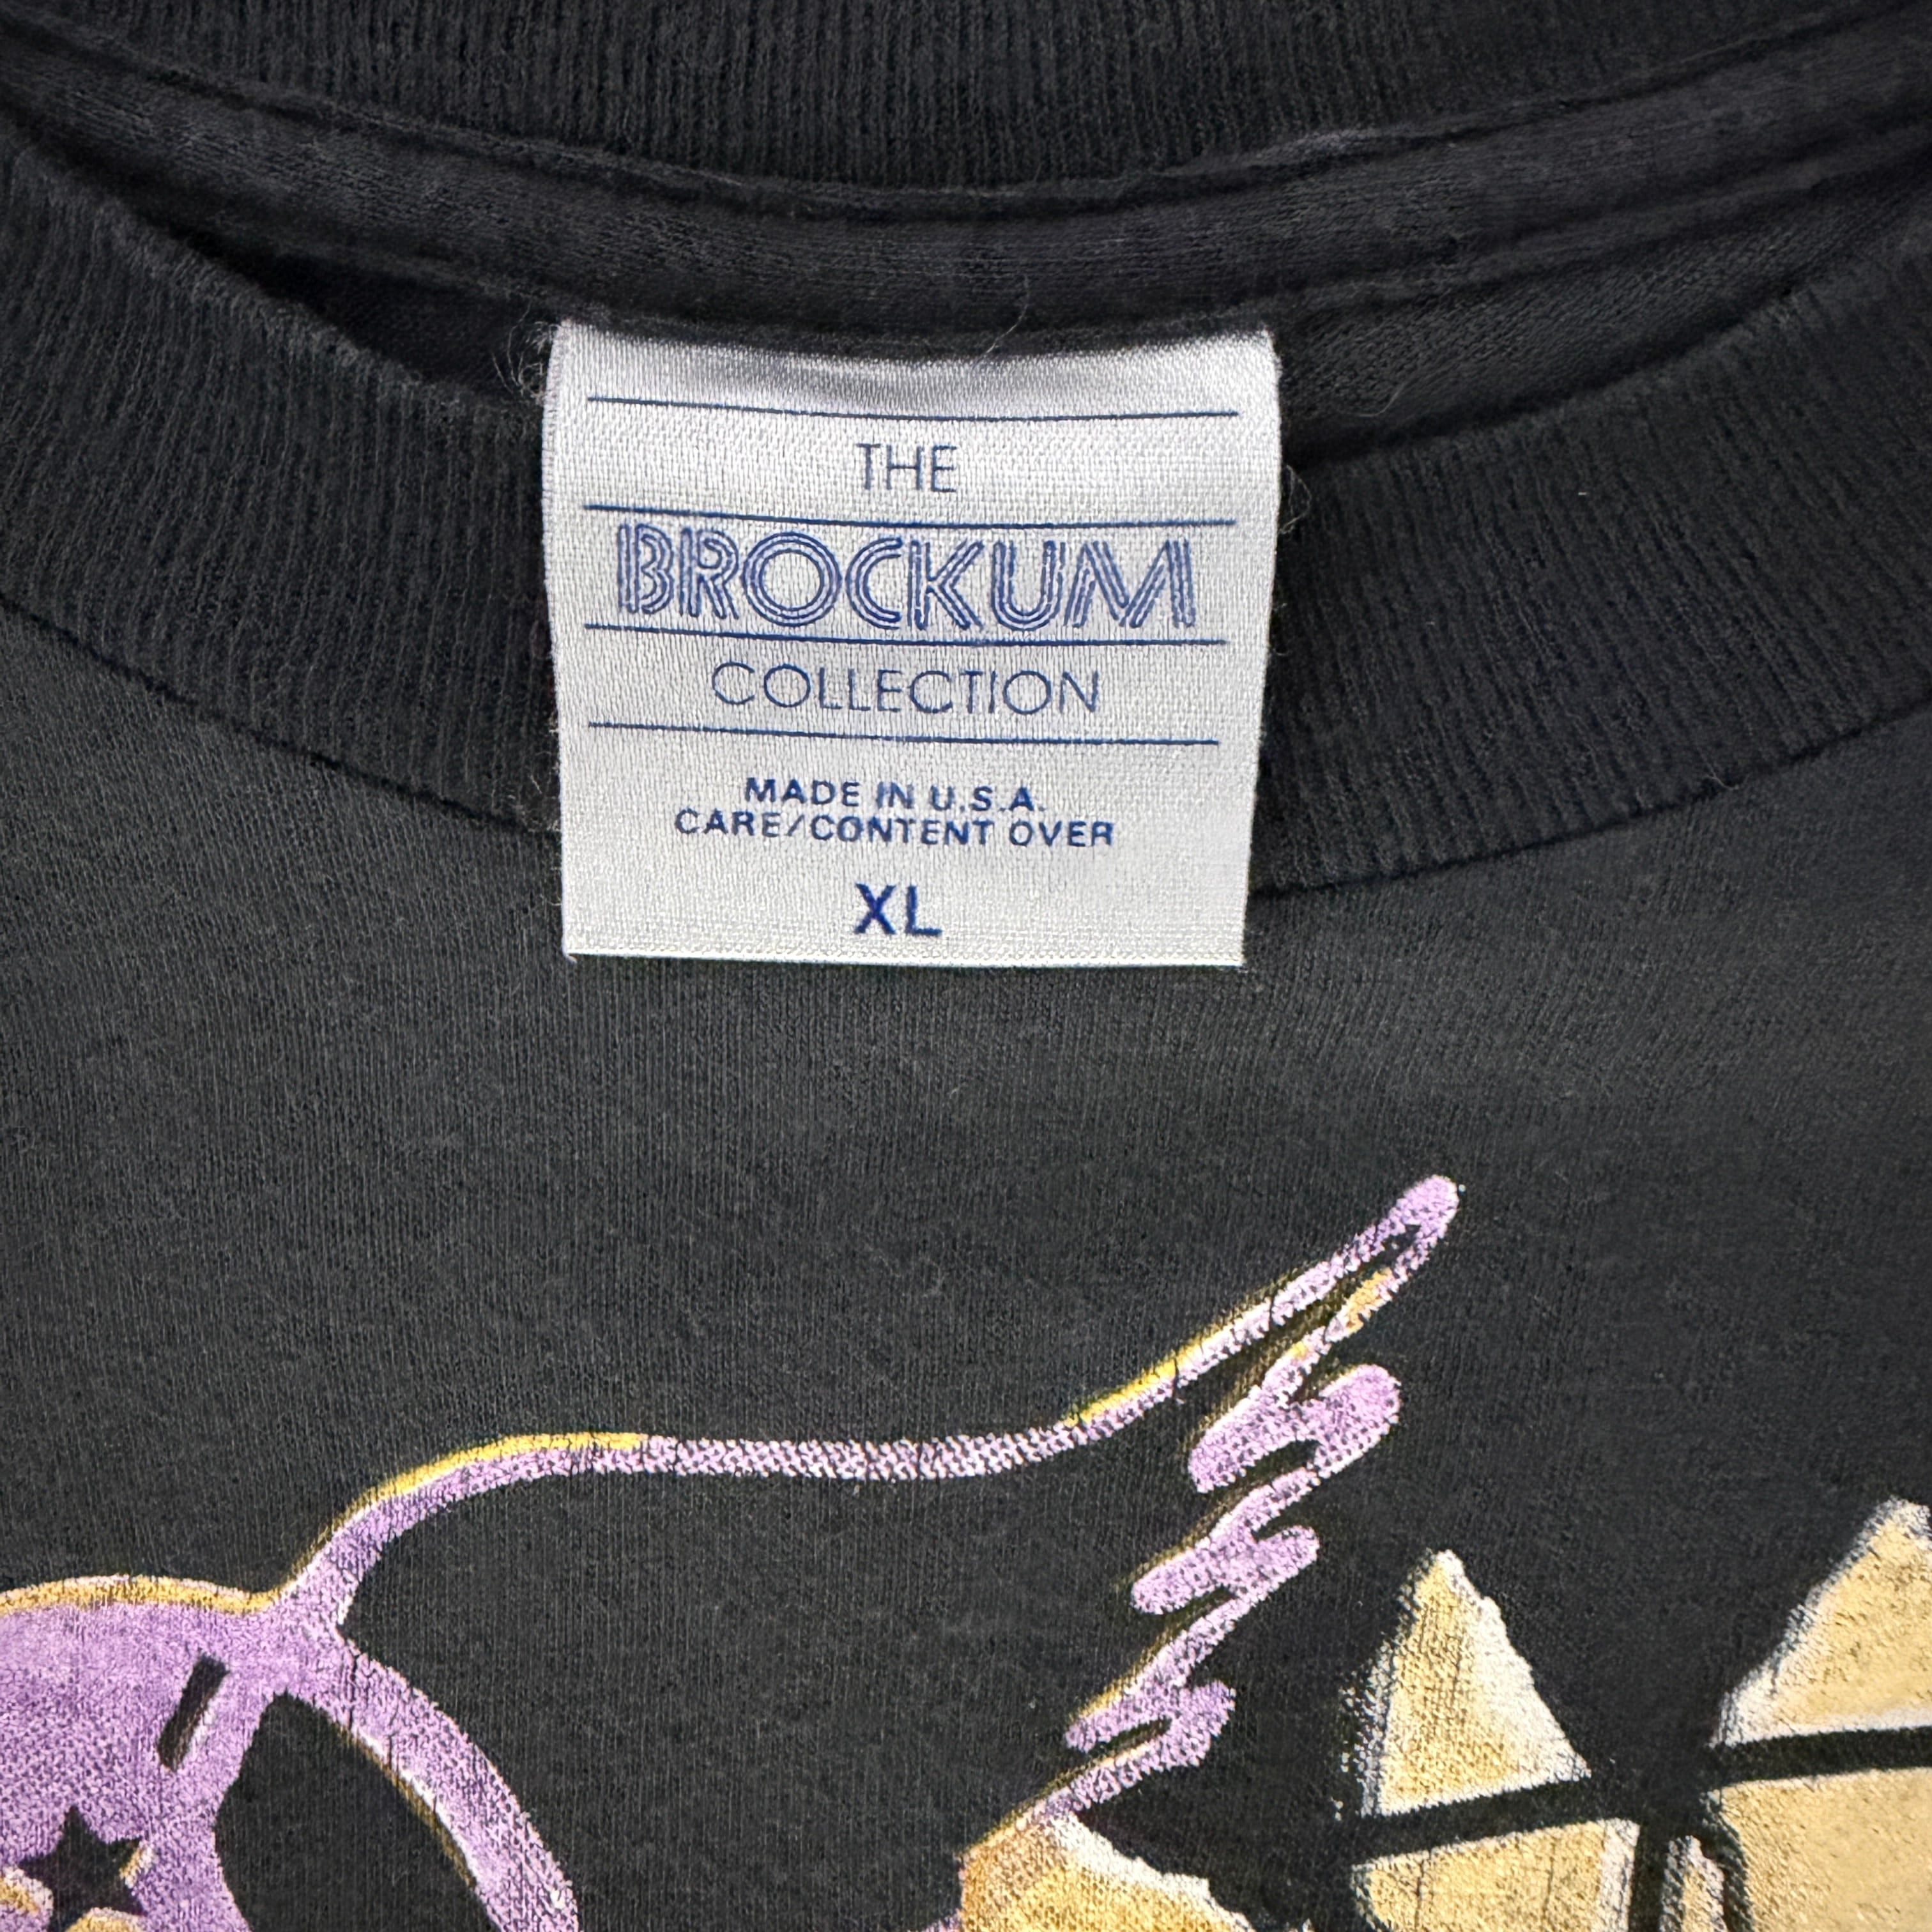 THE
BROCKUM
COLLECTION
MADE IN U.S.A.
CARE/CONTENT OVER
XL